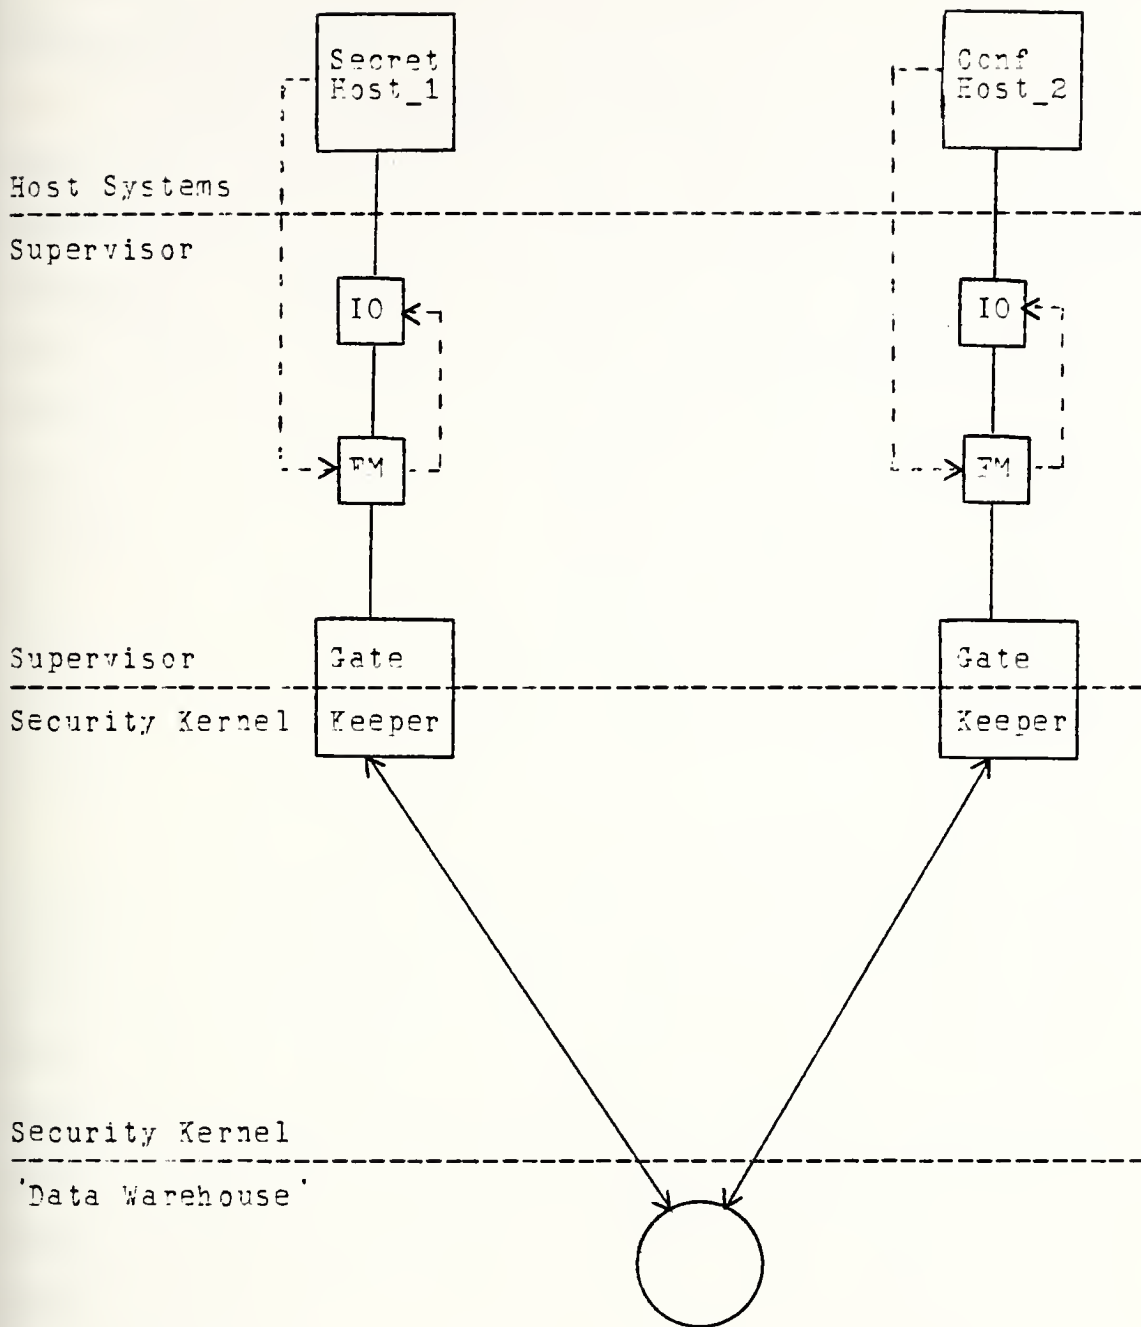 Secret
Host_1
Conf
Host_2
Host Systems
Supervisor
IO
IO
FM
FM
Supervisor
Gate
Gate
Security Kernel
Keeper
Keeper
Security Kernel
'Data Warehouse'